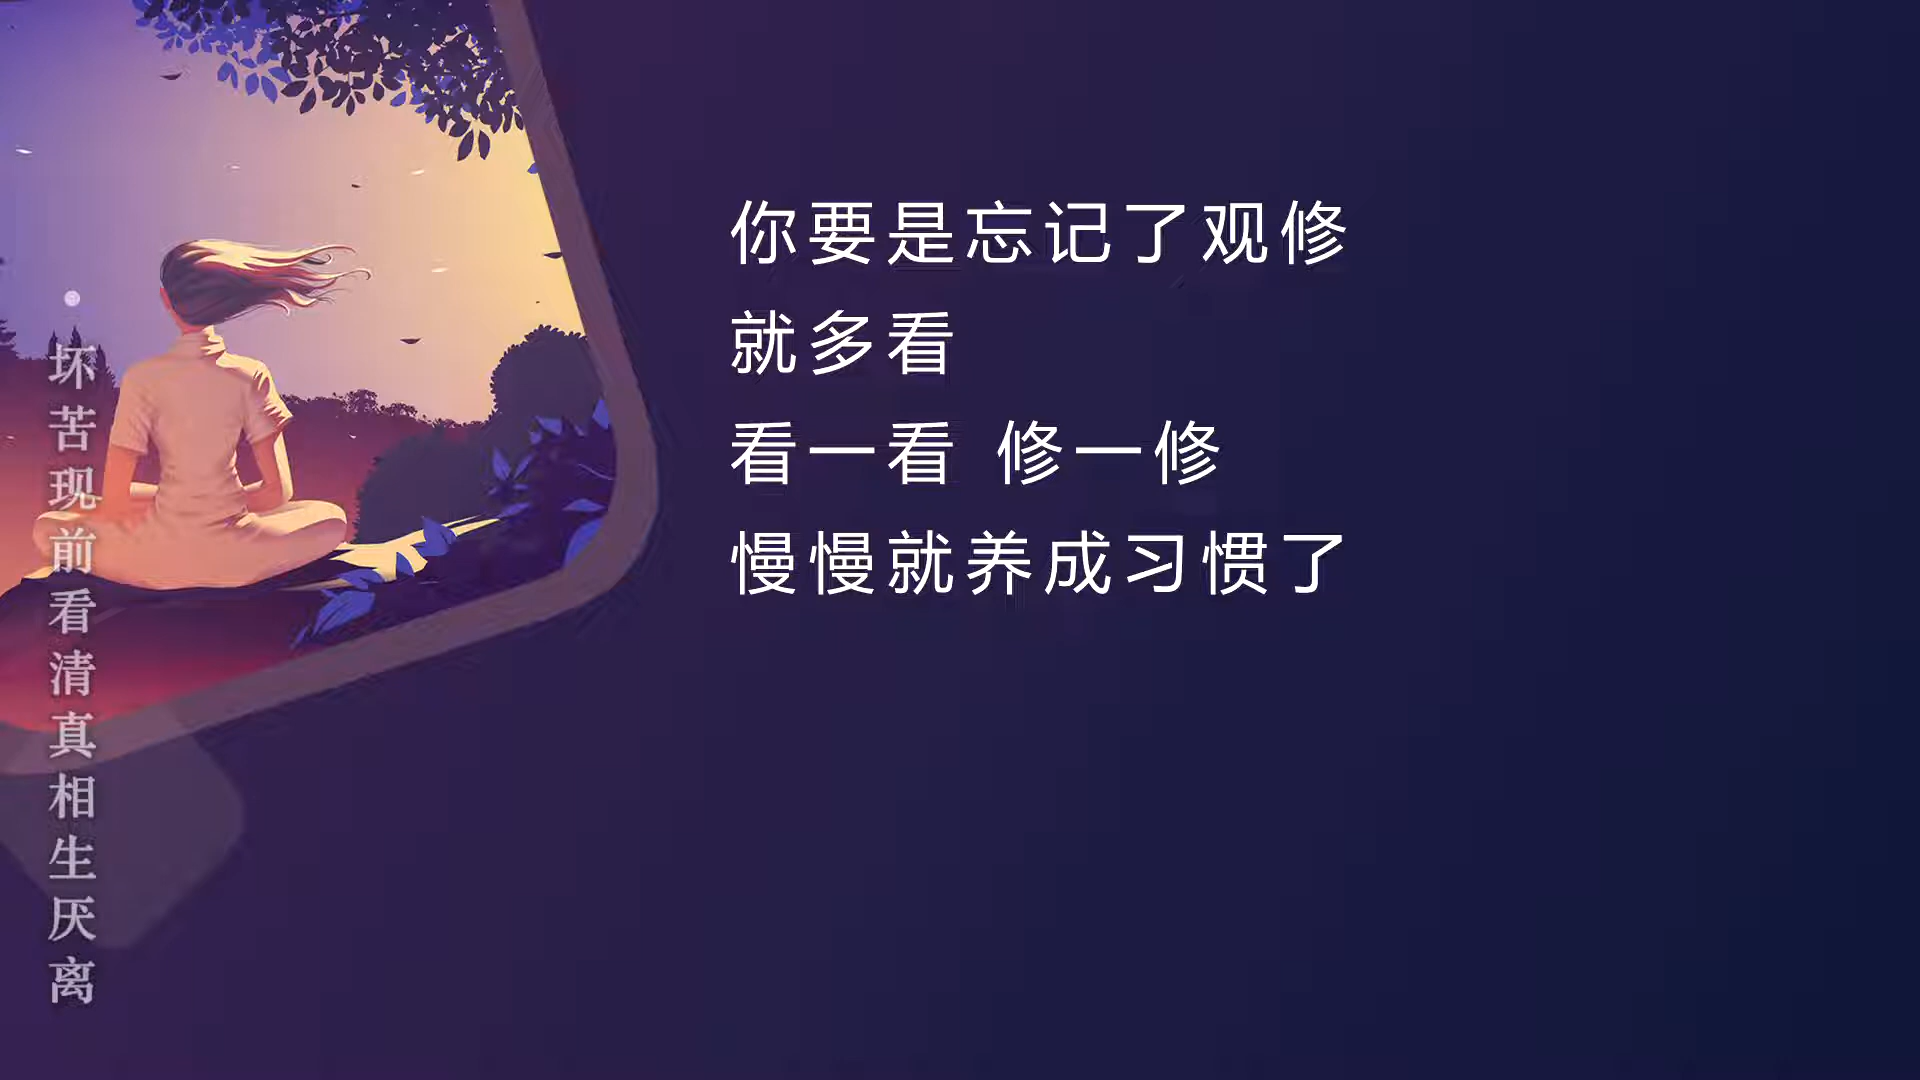 你要是忘记了观修
就多看
看一看 修一修
慢慢就养成习惯了
坏苦现前看清真相生厌离